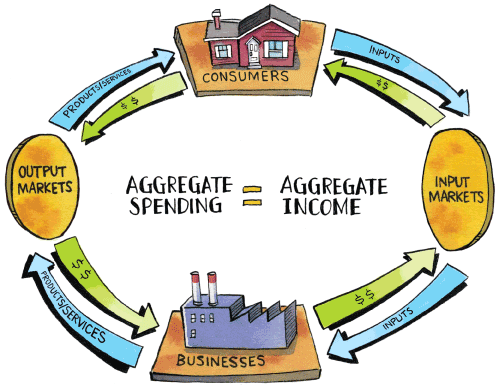 CONSUMERS
PRODUCTS/SERVICES
$ $
INPUTS
$$
OUTPUT
MARKETS
AGGREGATE
SPENDING
=
AGGREGATE
INCOME
INPUT
MARKETS
$$
PRODUCTS/SERVICES
$$
INPUTS
BUSINESSES